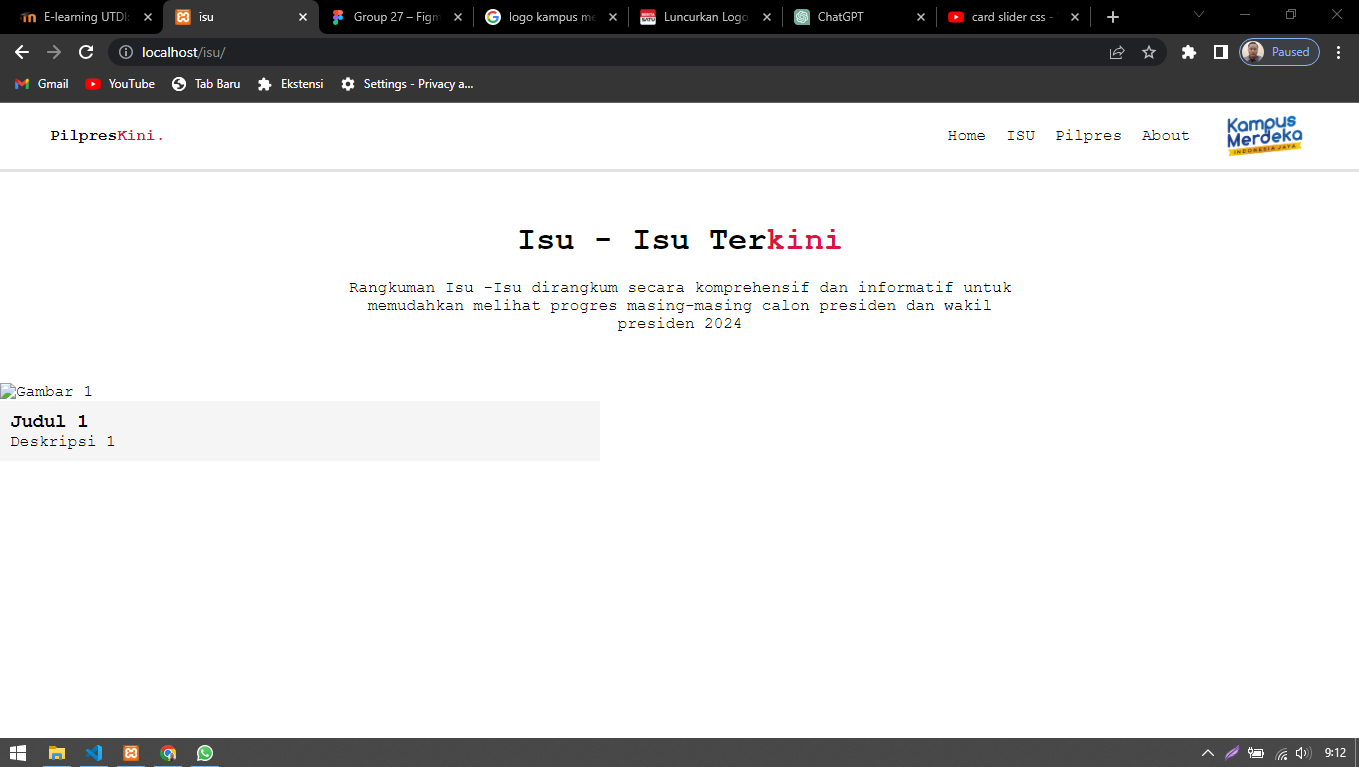 E-learning UTDI:
isu
Group 27 – Figm
logo kampus me
Luncurkan Logo
ChatGPT
card slider css -
localhost/isu/
Paused
Gmail
YouTube
Tab Baru
Ekstensi
Settings - Privacy a...
PilpresKini.
Home
ISU
Pilpres
About
Kampus
Merdeka
INDONESIA JAYA
Isu - Isu Terkini
Rangkuman Isu -Isu dirangkum secara komprehensif dan informatif untuk
memudahkan melihat progres masing-masing calon presiden dan wakil
presiden 2024
Gambar 1
Judul 1
Deskripsi 1
9:12